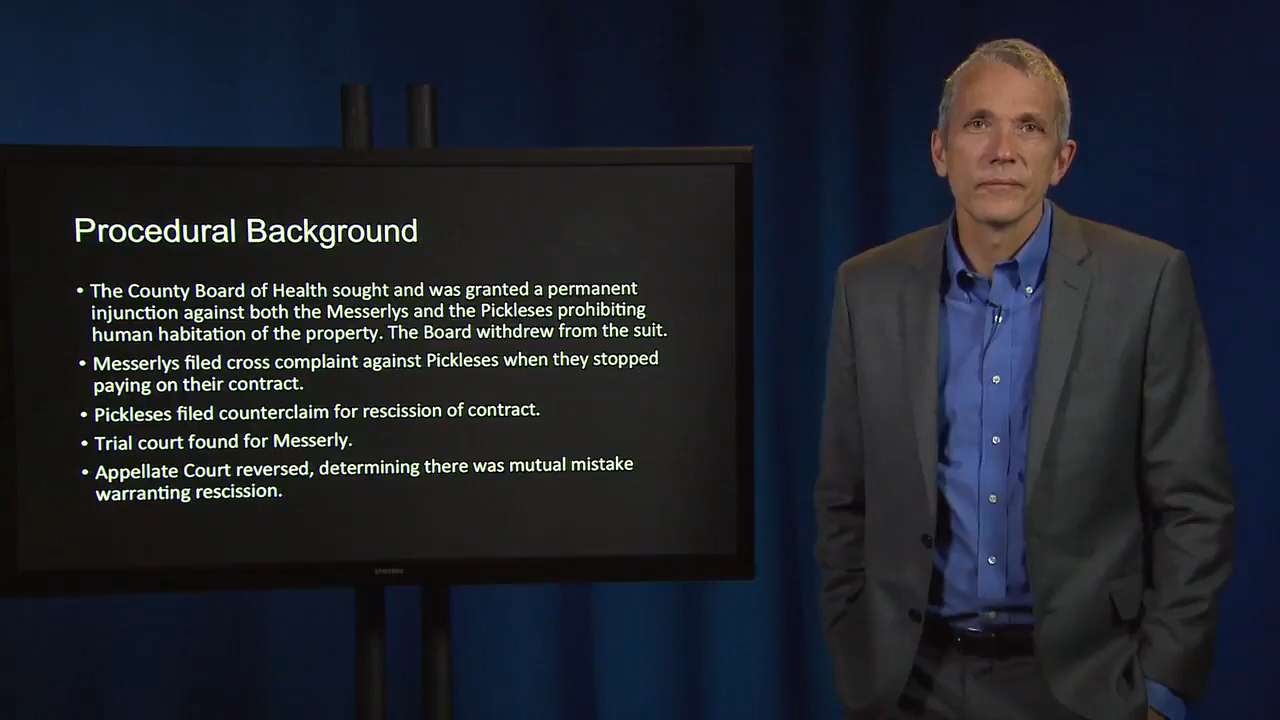 Procedural Background
• The County Board of Health sought and was granted a permanent
injunction against both the Messerlys and the Pickleses prohibiting
human habitation of the property. The Board withdrew from the suit.
• Messerlys filed cross complaint against Pickleses when they stopped
paying on their contract.
• Pickleses filed counterclaim for rescission of contract.
• Trial court found for Messerly.
• Appellate Court reversed, determining there was mutual mistake
warranting rescission.
SAMSUNG